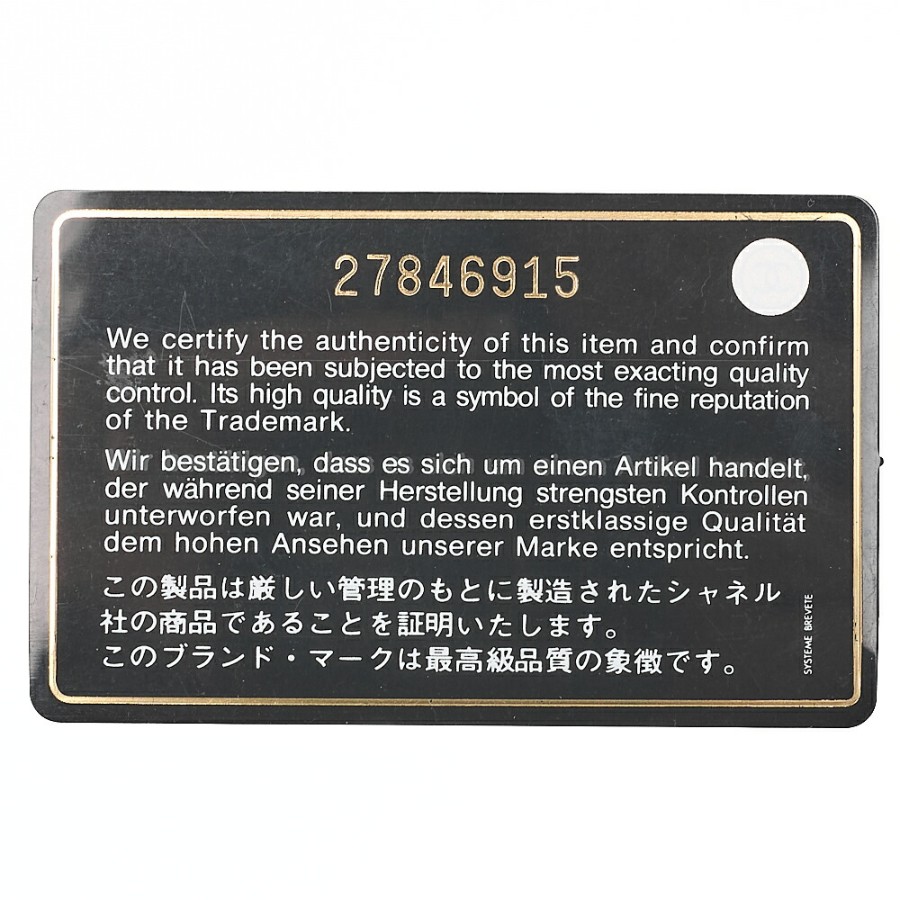 27846915
We certify the authenticity of this item and confirm
that it has been subjected to the most exacting quality
control. Its high quality is a symbol of the fine reputation
of the Trademark.
Wir bestätigen, dass es sich um einen Artikel handelt,
der während seiner Herstellung strengsten Kontrollen
unterworfen war, und dessen erstklassige Qualität
dem hohen Ansehen unserer Marke entspricht.
この製品は厳しい管理のもとに製造されたシャネル
社の商品であることを証明いたします。
このブランド・マークは最高級品質の象徴です。
SYSTEME BREVETE